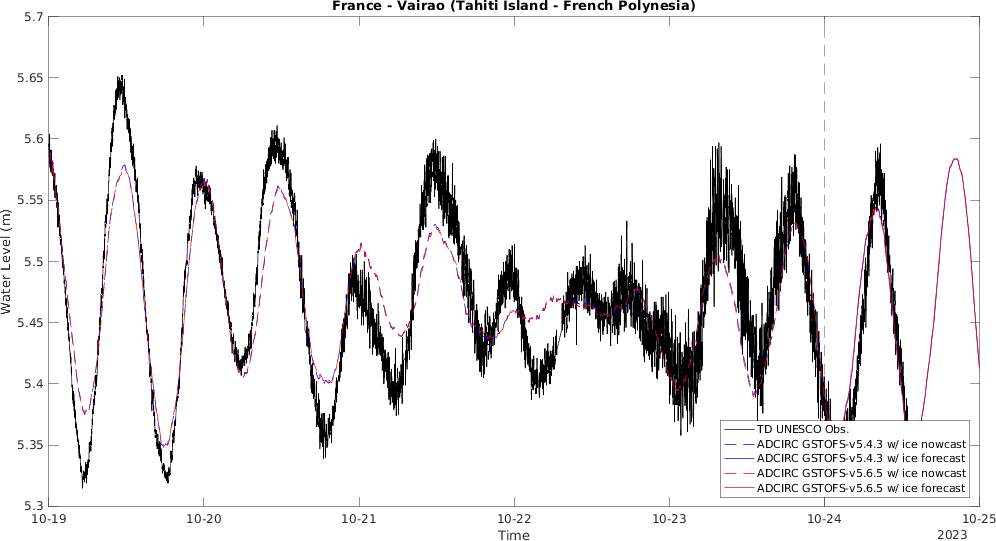 France - Vairao (Tahiti Island - French Polynesia)
5.7
5.65
5.6
5.55
5.5
5.45
5.4
5.35
5.3
Water Level (m)
TD UNESCO Obs.
ADCIRC GSTOFS-v5.4.3 w/ ice nowcast
ADCIRC GSTOFS-v5.4.3 w/ ice forecast
ADCIRC GSTOFS-v5.6.5 w/ ice nowcast
ADCIRC GSTOFS-v5.6.5 w/ ice forecast
10-19 10-20 10-21 10-22 10-23 10-24 10-25
Time
2023